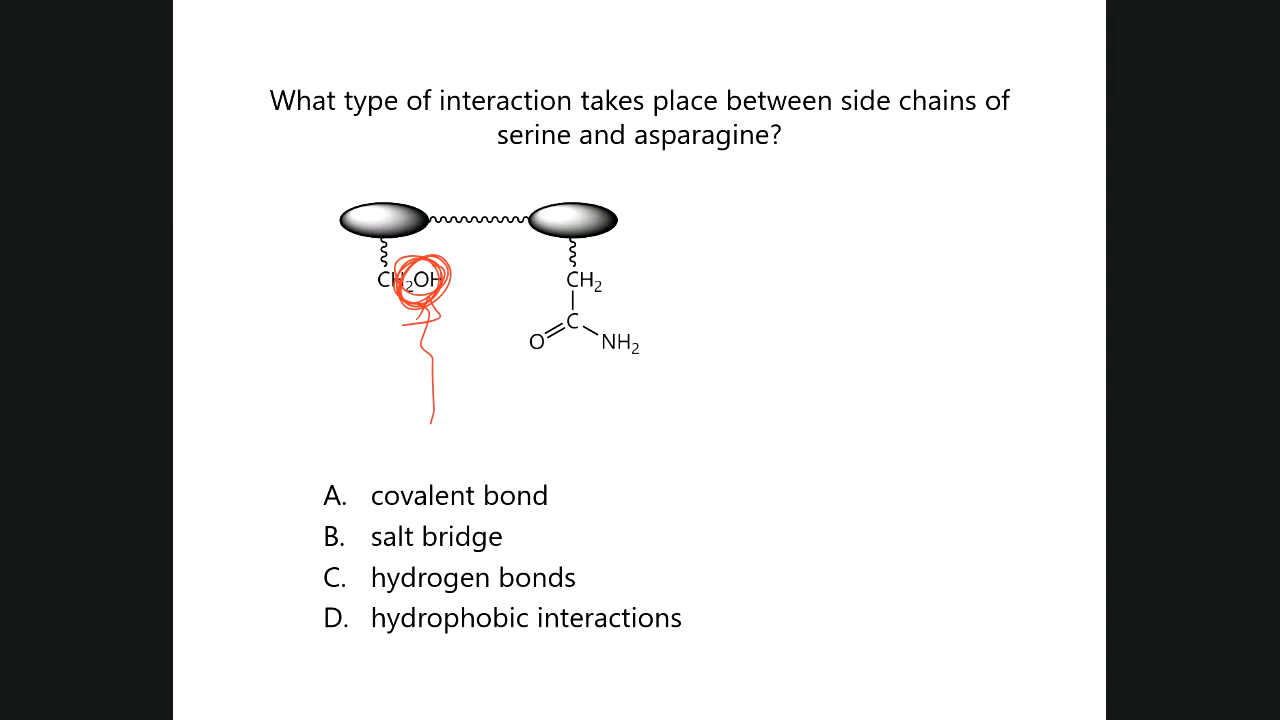 What type of interaction takes place between side chains of
serine and asparagine?
CH₂OH
CH₂
C
O
NH₂
A. covalent bond
B. salt bridge
C. hydrogen bonds
D. hydrophobic interactions